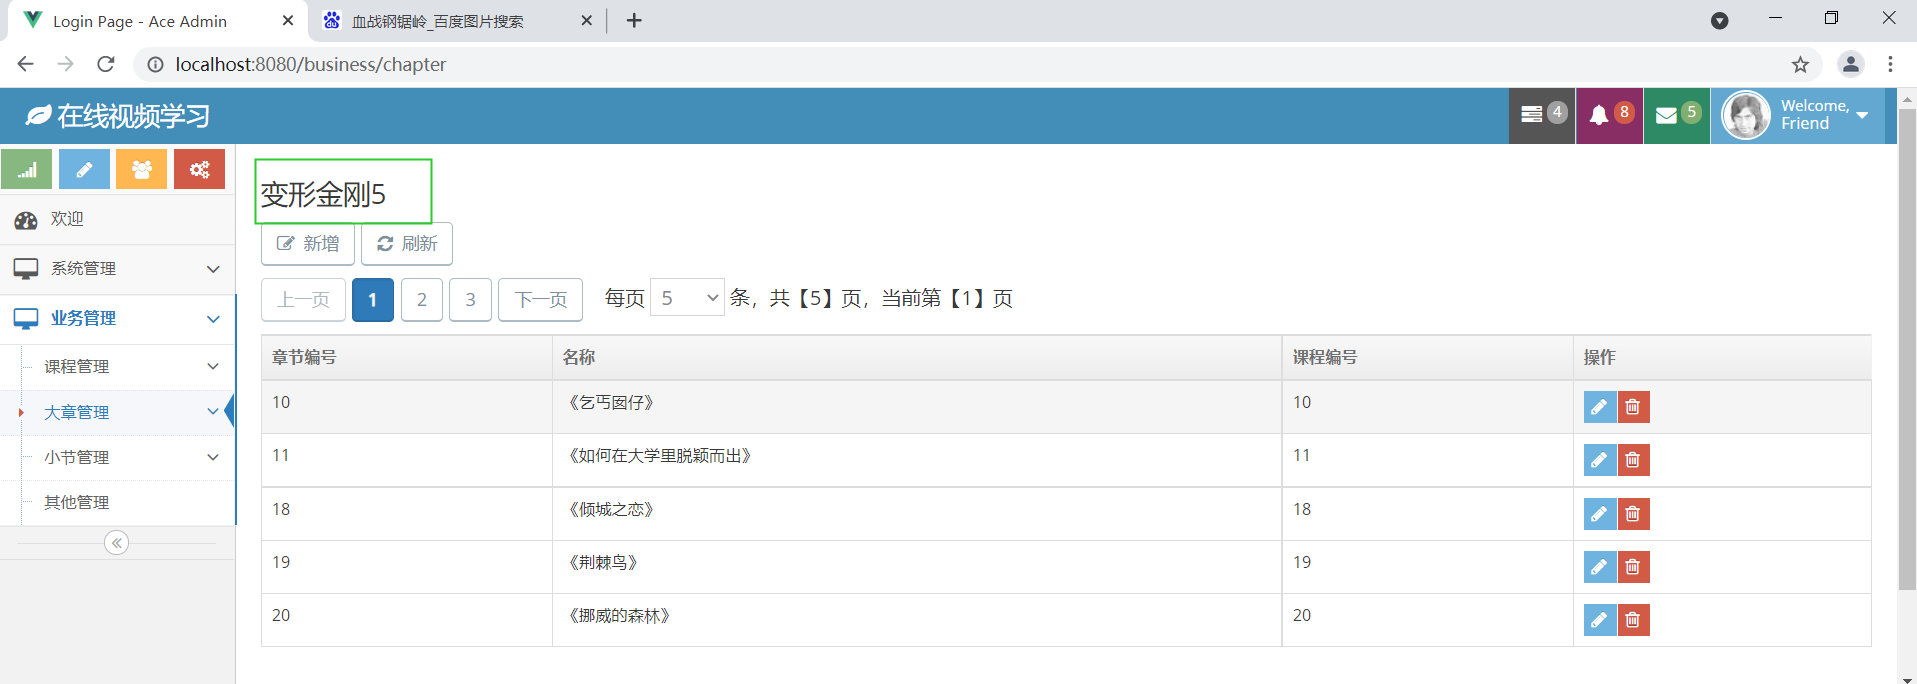 Login Page - Ace Admin
血战钢锯岭_百度图片搜索
localhost:8080/business/chapter
在线视频学习
4
8
5
Welcome,
Friend
欢迎
系统管理
业务管理
课程管理
大章管理
小节管理
其他管理
变形金刚5
新增
刷新
上一页
1
2
3
下一页
每页 5 条，共【5】页，当前第【1】页
章节编号 名称 课程编号 操作
10 《乞丐囡仔》 10
11 《如何在大学里脱颖而出》 11
18 《倾城之恋》 18
19 《荆棘鸟》 19
20 《挪威的森林》 20